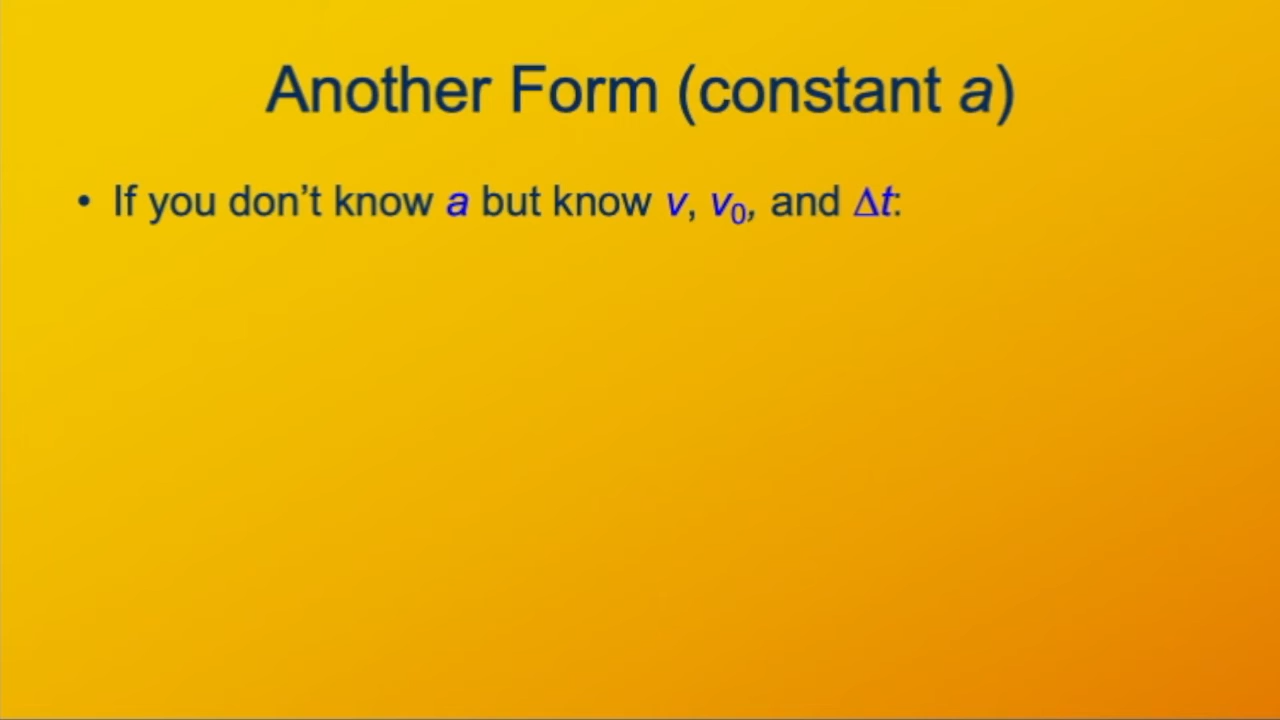 Another Form (constant a)
• If you don’t know a but know v, v₀, and Δt: